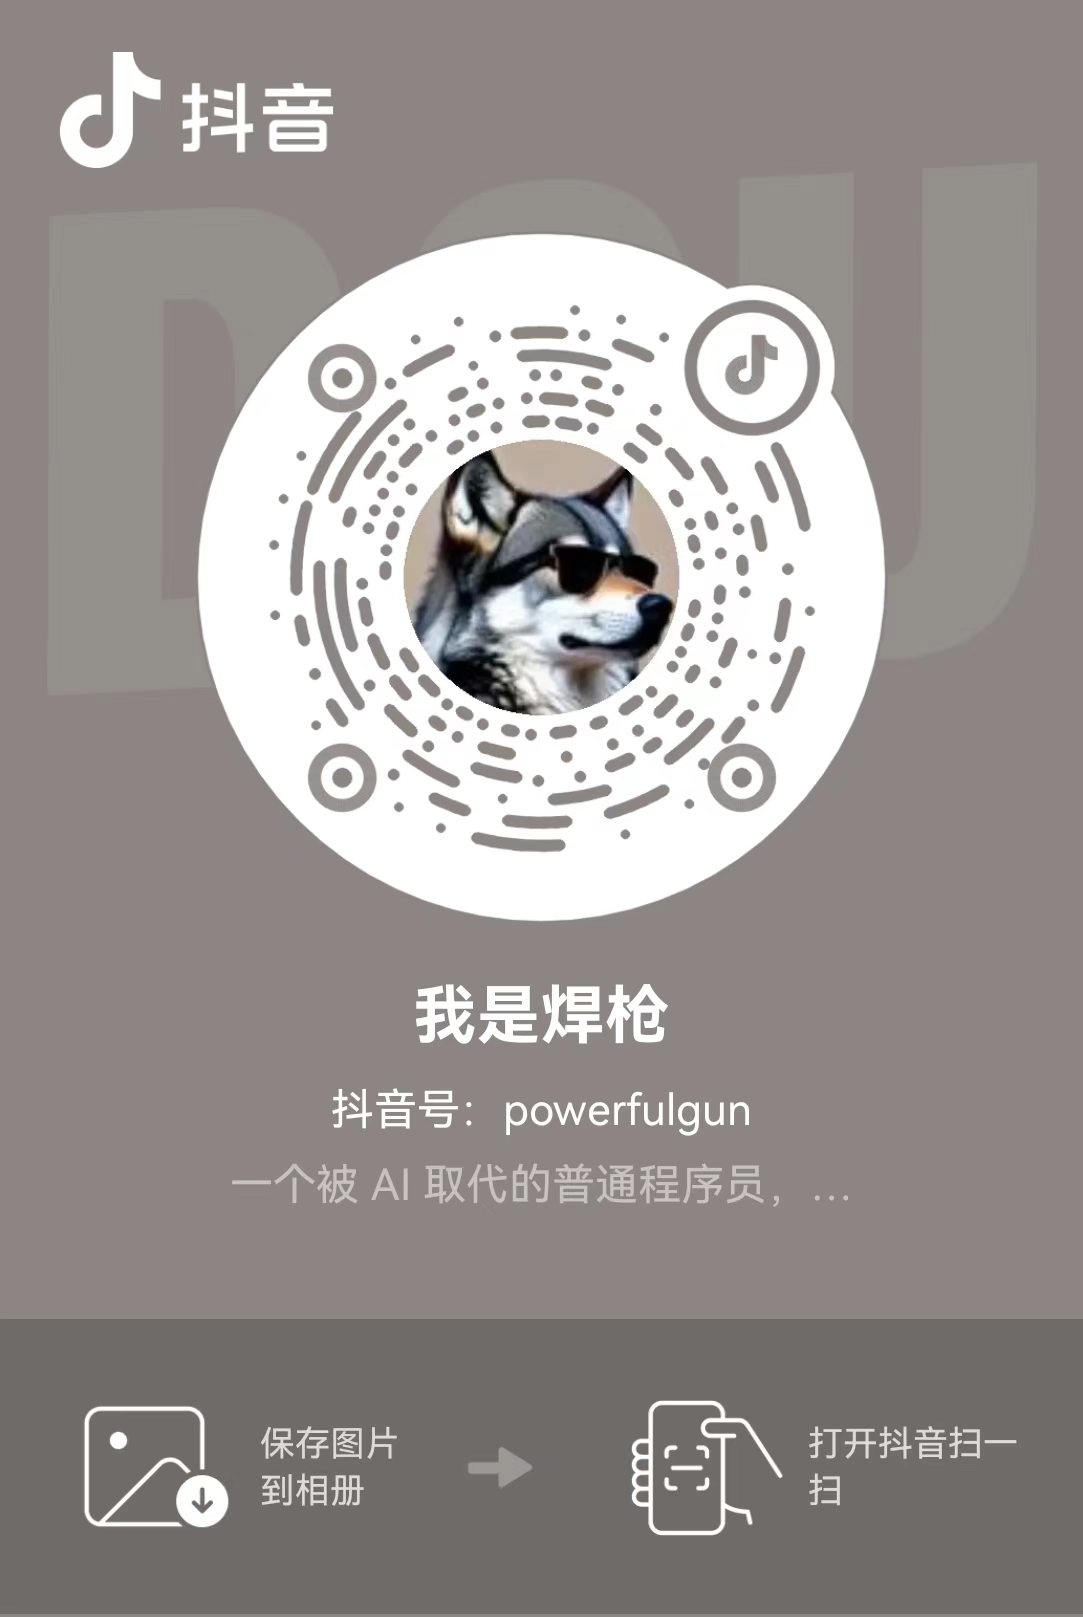 抖音
DOU
我是焊枪
抖音号：powerfulgun
一个被 AI 取代的普通程序员，...
保存图片
到相册
打开抖音扫一
扫